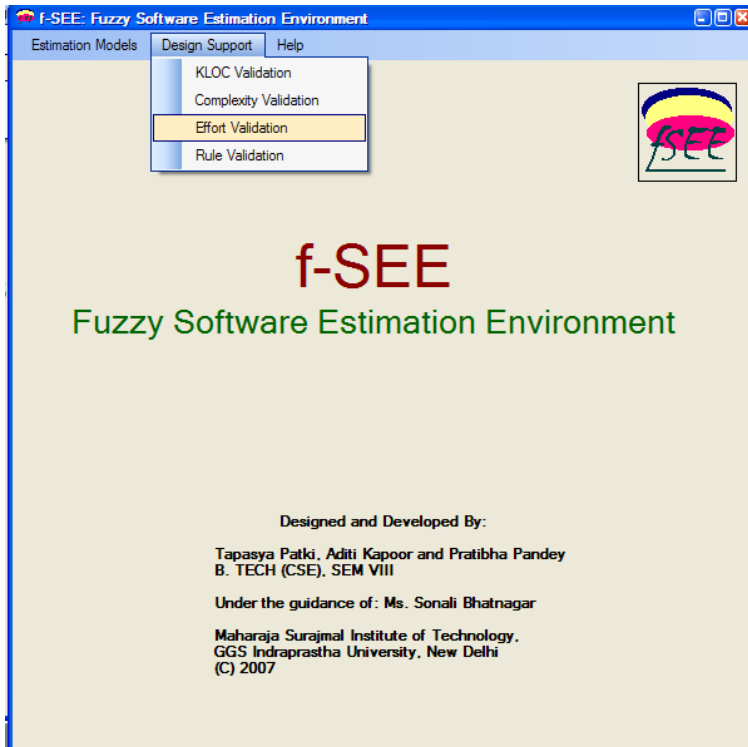 f-SEE: Fuzzy Software Estimation Environment
Estimation Models Design Support Help
KLOC Validation
Complexity Validation
Effort Validation
Rule Validation
fSEE
f-SEE
Fuzzy Software Estimation Environment
Designed and Developed By:
Tapasya Patki, Aditi Kapoor and Pratibha Pandey
B. TECH (CSE), SEM VIII
Under the guidance of: Ms. Sonali Bhatnagar
Maharaja Surajmal Institute of Technology,
GGS Indraprastha University, New Delhi
(C) 2007